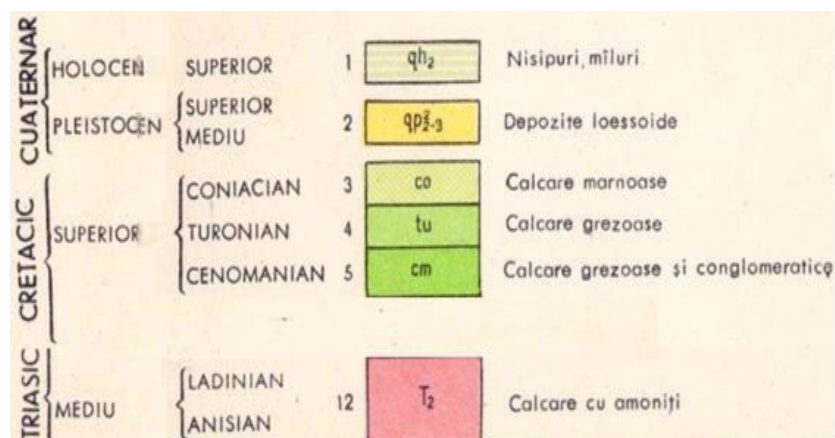 CUATERNAR
HOLOCEN SUPERIOR 1 qh₂ Nisipuri, mîluri
PLEISTOCEN SUPERIOR MEDIU 2 qp²₂₋₃ Depozite loessoide
CRETACIC
SUPERIOR
CONIACIAN 3 co Calcare marnoase
TURONIAN 4 tu Calcare grezoase
CENOMANIAN 5 cm Calcare grezoase și conglomeratice
TRIASIC
MEDIU
LADINIAN
ANISIAN
12 T₂ Calcare cu amoniți